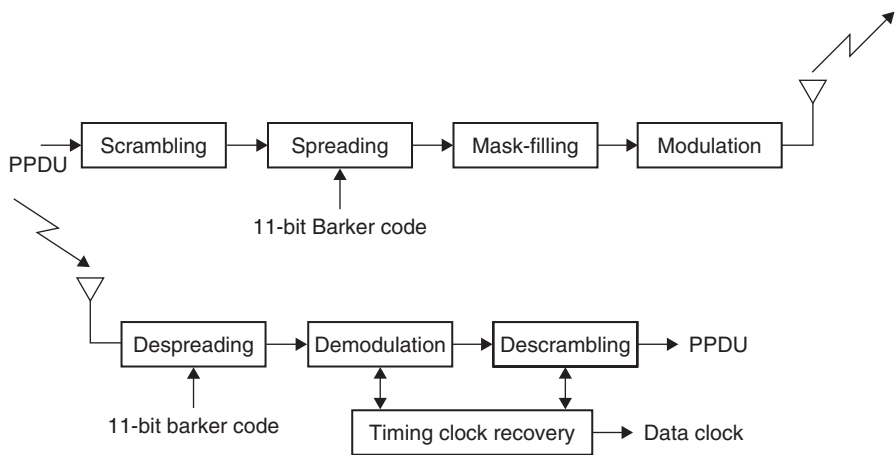 Scrambling
Spreading
Mask-filling
Modulation
PPDU
11-bit Barker code
Despreading
Demodulation
Descrambling
PPDU
11-bit barker code
Timing clock recovery
Data clock